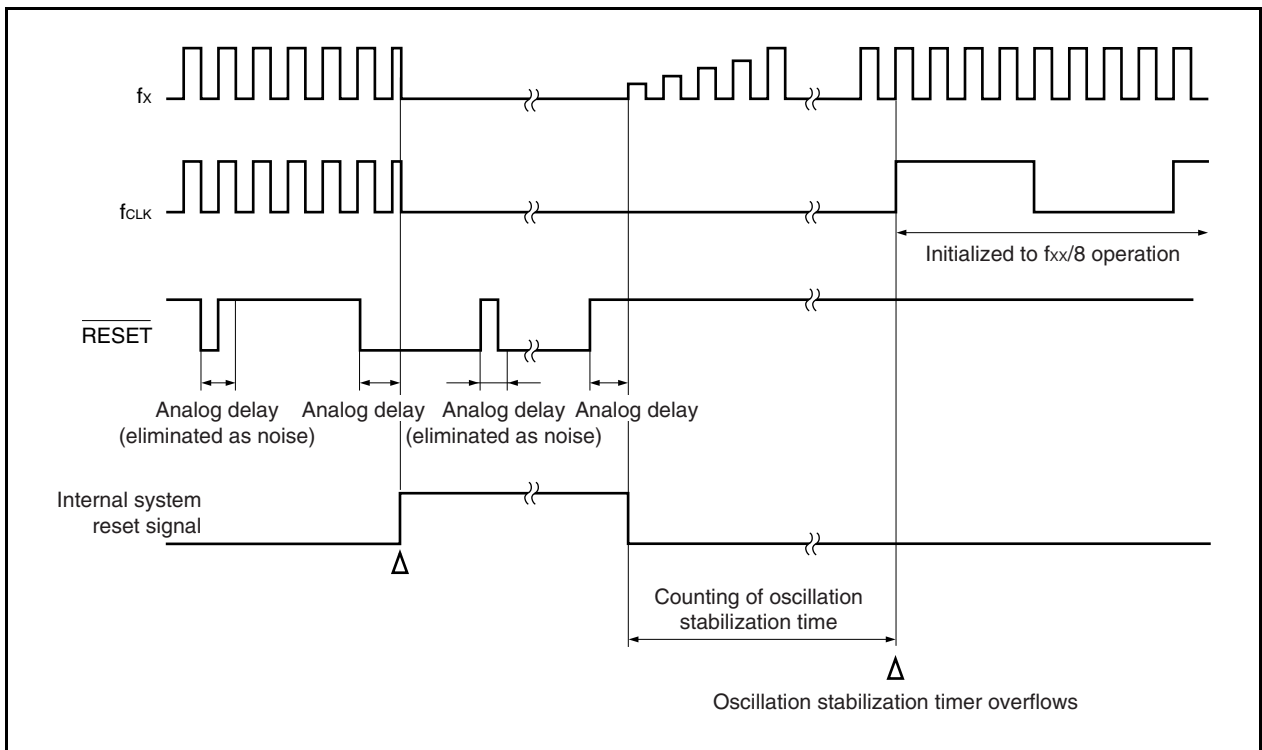 fX
fCLK
Initialized to fxx/8 operation
RESET
Analog delay
(eliminated as noise)
Analog delay
Analog delay
(eliminated as noise)
Analog delay
Internal system
reset signal
Counting of oscillation
stabilization time
Oscillation stabilization timer overflows